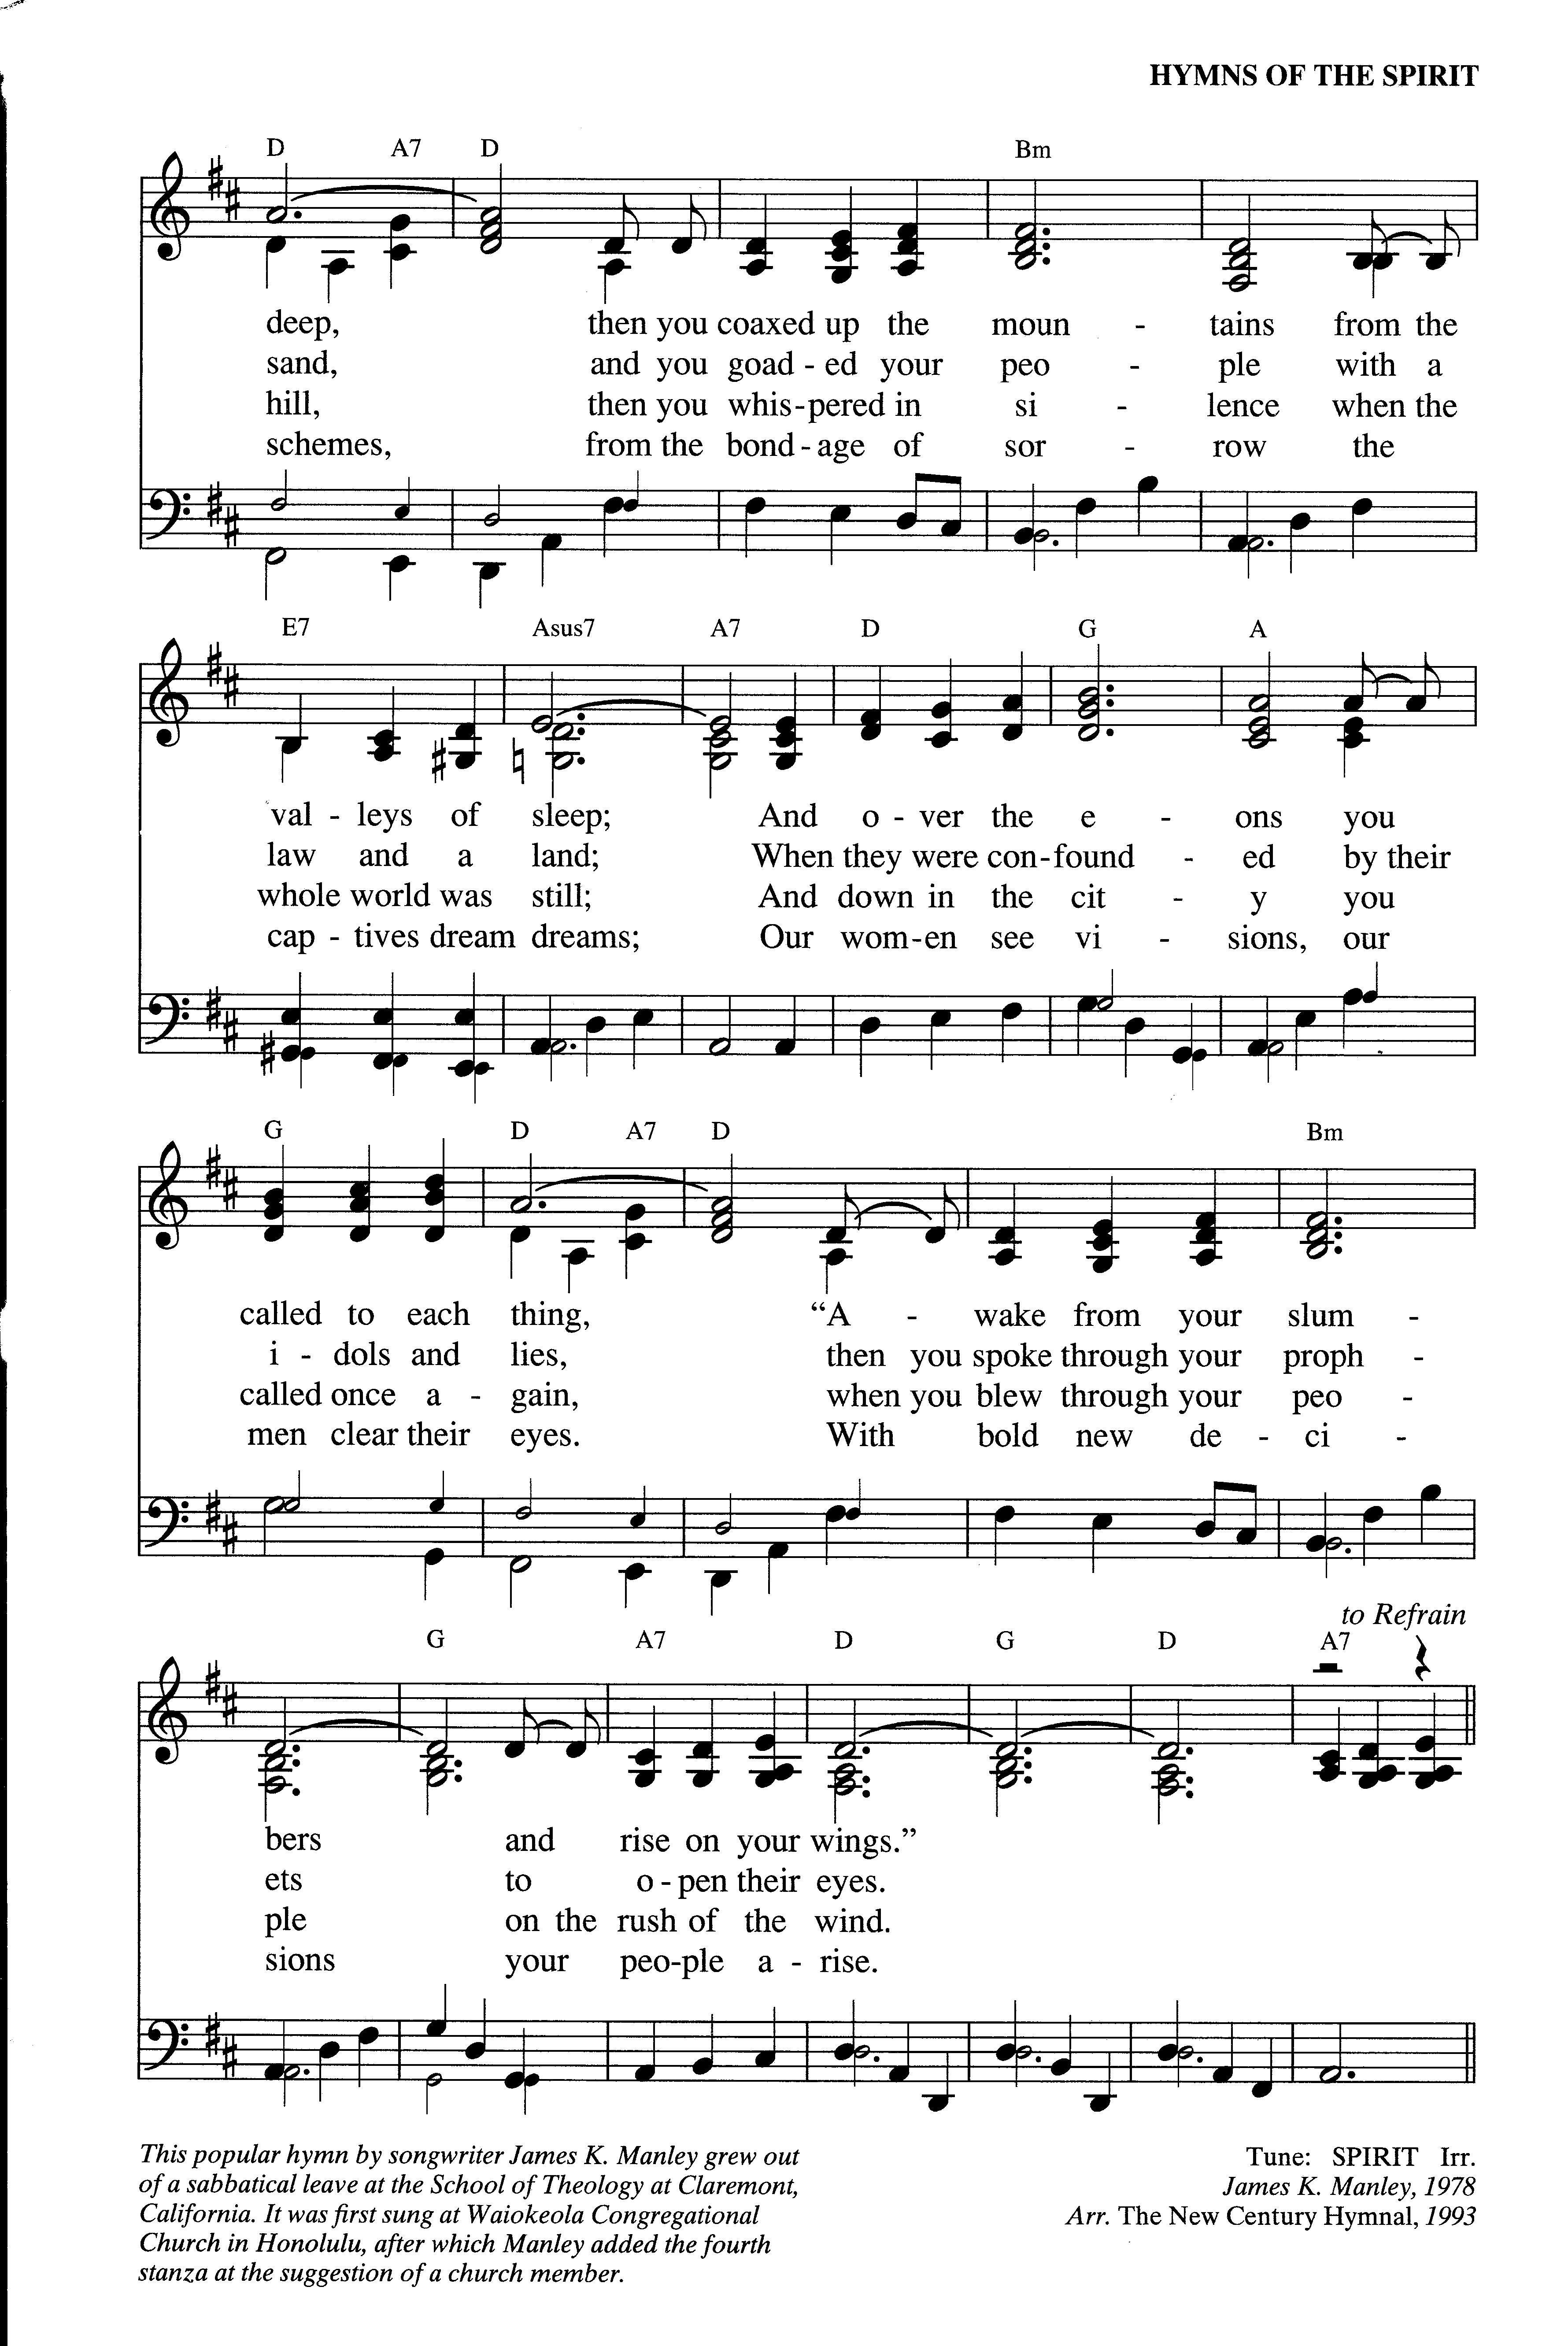 HYMNS OF THE SPIRIT
D A7 D Bm
deep, then you coaxed up the moun - tains from the
sand, and you goad - ed your peo - ple with a
hill, then you whis - pered in si - lence when the
schemes, from the bond - age of sor - row the
E7 Asus7 A7 D G A
val - leys of sleep; And o - ver the e - ons you
law and a land; When they were con - found - ed by their
whole world was still; And down in the cit - y you
cap - tives dream dreams; Our wom - en see vi - sions, our
G D A7 D Bm
called to each thing, “A - wake from your slum -
i - dols and lies, then you spoke through your proph -
called once a - gain, when you blew through your peo -
men clear their eyes. With bold new de - ci -
to Refrain
G A7 D G D A7
bers and rise on your wings.”
ets to o - pen their eyes.
ple on the rush of the wind.
sions your peo - ple a - rise.
This popular hymn by songwriter James K. Manley grew out
of a sabbatical leave at the School of Theology at Claremont,
California. It was first sung at Waiokeola Congregational
Church in Honolulu, after which Manley added the fourth
stanza at the suggestion of a church member.
Tune: SPIRIT Irr.
James K. Manley, 1978
Arr. The New Century Hymnal, 1993